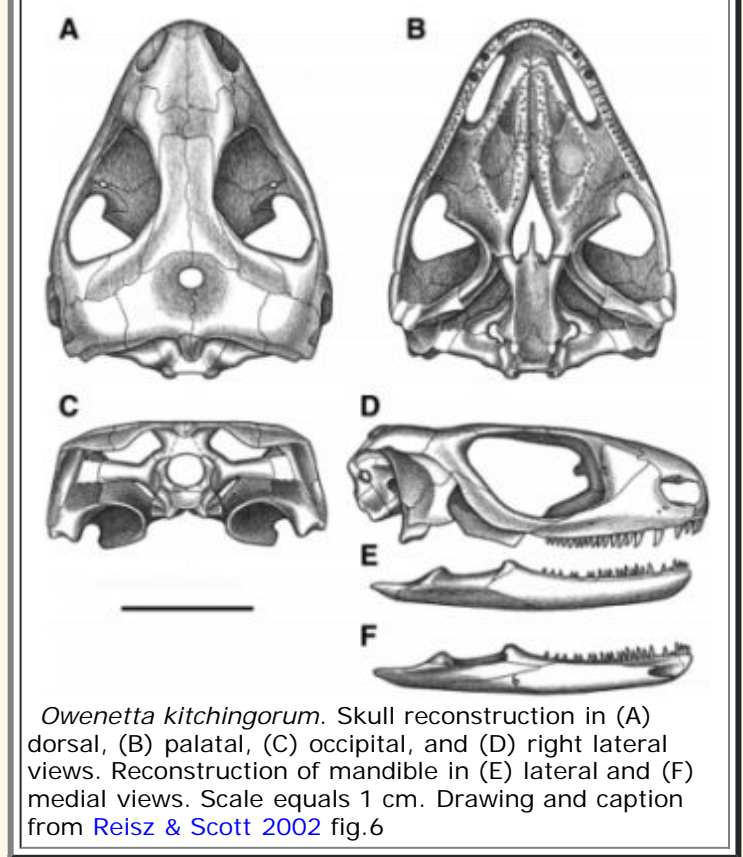 A
B
C
D
E
F
Owenetta kitchingorum. Skull reconstruction in (A)
dorsal, (B) palatal, (C) occipital, and (D) right lateral
views. Reconstruction of mandible in (E) lateral and (F)
medial views. Scale equals 1 cm. Drawing and caption
from Reisz & Scott 2002 fig.6